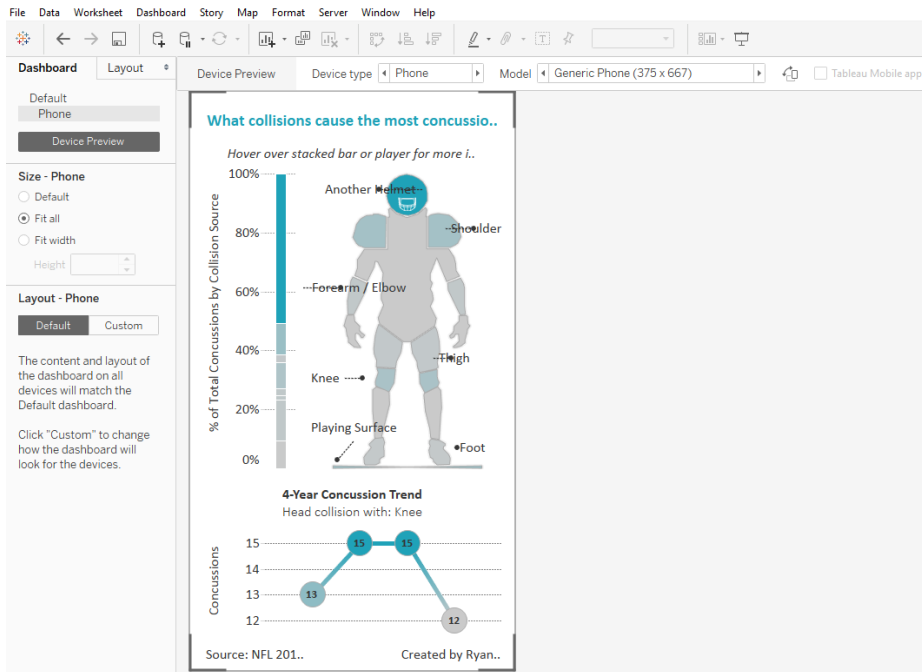 File Data Worksheet Dashboard Story Map Format Server Window Help
Dashboard Layout
Device Preview Device type Phone Model Generic Phone (375 x 667) Tableau Mobile app
Default
Phone
Device Preview
Size - Phone
Default
Fit all
Fit width
Height
Layout - Phone
Default Custom
The content and layout of
the dashboard on all
devices will match the
Default dashboard.
Click "Custom" to change
how the dashboard will
look for the devices.
What collisions cause the most concussio..
Hover over stacked bar or player for more i..
% of Total Concussions by Collision Source
100%
80%
60%
40%
20%
0%
Another Helmet
Shoulder
Forearm / Elbow
Thigh
Knee
Playing Surface
Foot
4-Year Concussion Trend
Head collision with: Knee
Concussions
15
14
13
12
13
15
15
12
Source: NFL 201..
Created by Ryan..